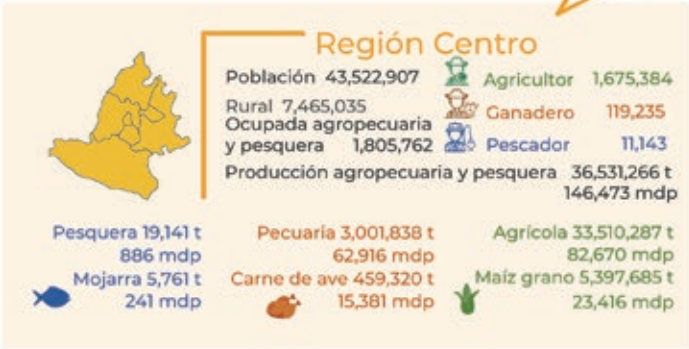 Región Centro
Población 43,522,907
Agricultor 1,675,384
Rural 7,465,035
Ganadero 119,235
Ocupada agropecuaria
y pesquera 1,805,762
Pescador 11,143
Producción agropecuaria y pesquera 36,531,266 t
146,473 mdp
Pesquera 19,141 t
886 mdp
Mojarra 5,761 t
241 mdp
Pecuaria 3,001,838 t
62,916 mdp
Carne de ave 459,320 t
15,381 mdp
Agrícola 33,510,287 t
82,670 mdp
Maíz grano 5,397,685 t
23,416 mdp